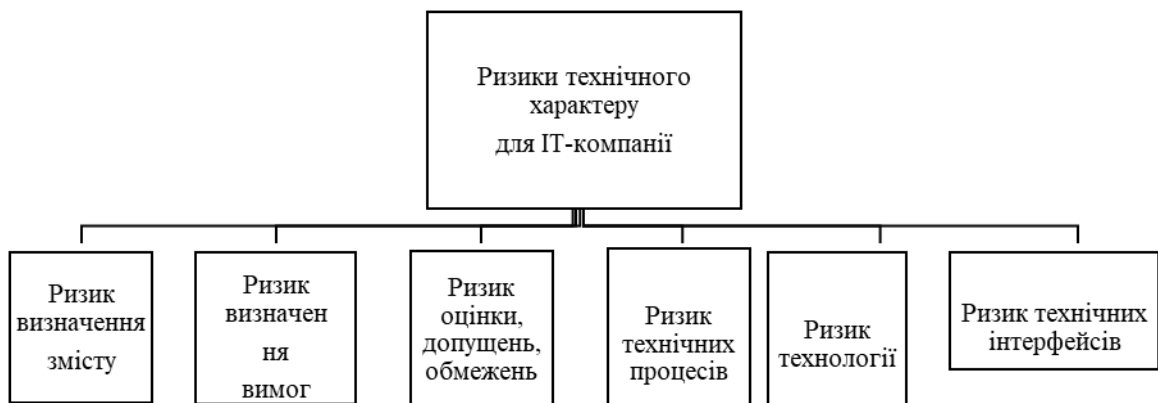 Ризики технічного
характеру
для ІТ-компанії
Ризик
визначення
змісту
Ризик
визначен
ня
вимог
Ризик
оцінки,
допущень,
обмежень
Ризик
технічних
процесів
Ризик
технології
Ризик технічних
інтерфейсів